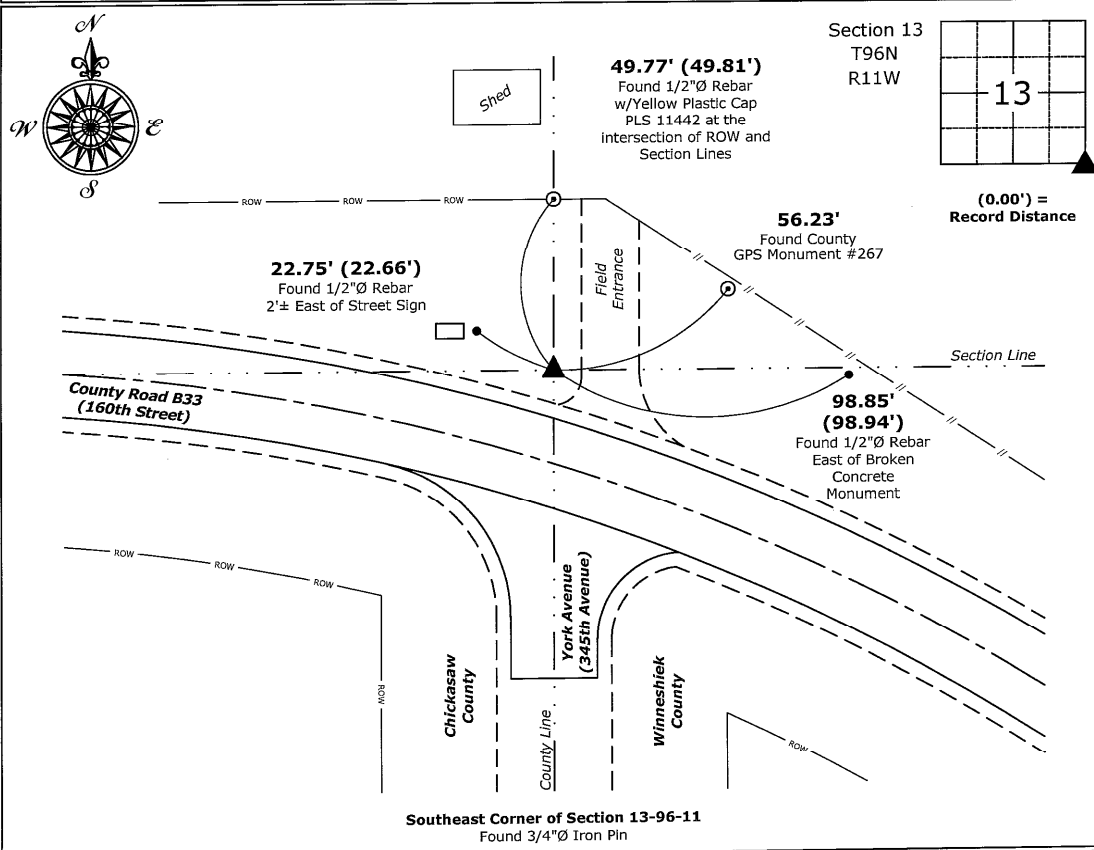 N
W
E
S
Shed
49.77' (49.81')
Found 1/2"Ø Rebar
w/Yellow Plastic Cap
PLS 11442 at the
intersection of ROW and
Section Lines
Section 13
T96N
R11W
13
(0.00') =
Record Distance
ROW
ROW
ROW
56.23'
Found County
GPS Monument #267
22.75' (22.66')
Found 1/2"Ø Rebar
2'± East of Street Sign
Field
Entrance
Section Line
County Road B33
(160th Street)
98.85'
(98.94')
Found 1/2"Ø Rebar
East of Broken
Concrete
Monument
ROW
ROW
ROW
ROW
York Avenue
(345th Avenue)
Chickasaw
County
County Line
Winneshiek
County
ROW
Southeast Corner of Section 13-96-11
Found 3/4"Ø Iron Pin